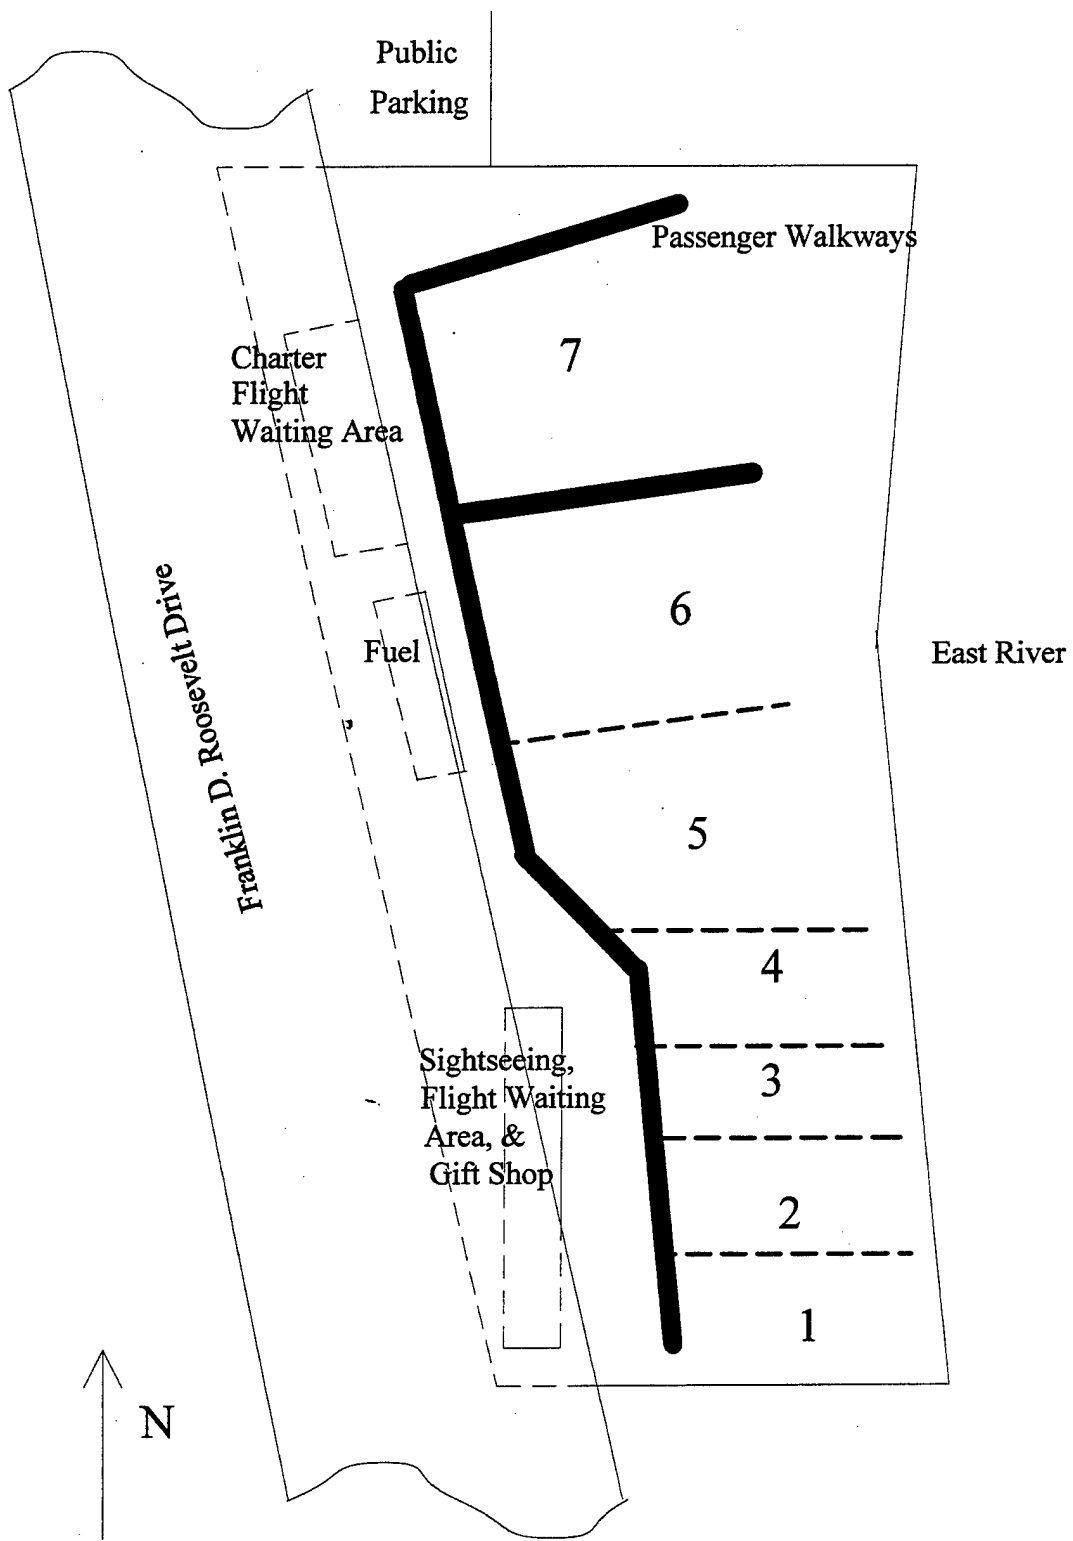 Public
Parking
Passenger Walkways
7
Charter
Flight
Waiting Area
6
Fuel
East River
Franklin D. Roosevelt Drive
5
4
3
Sightseeing,
Flight Waiting
Area, &
Gift Shop
2
1
N